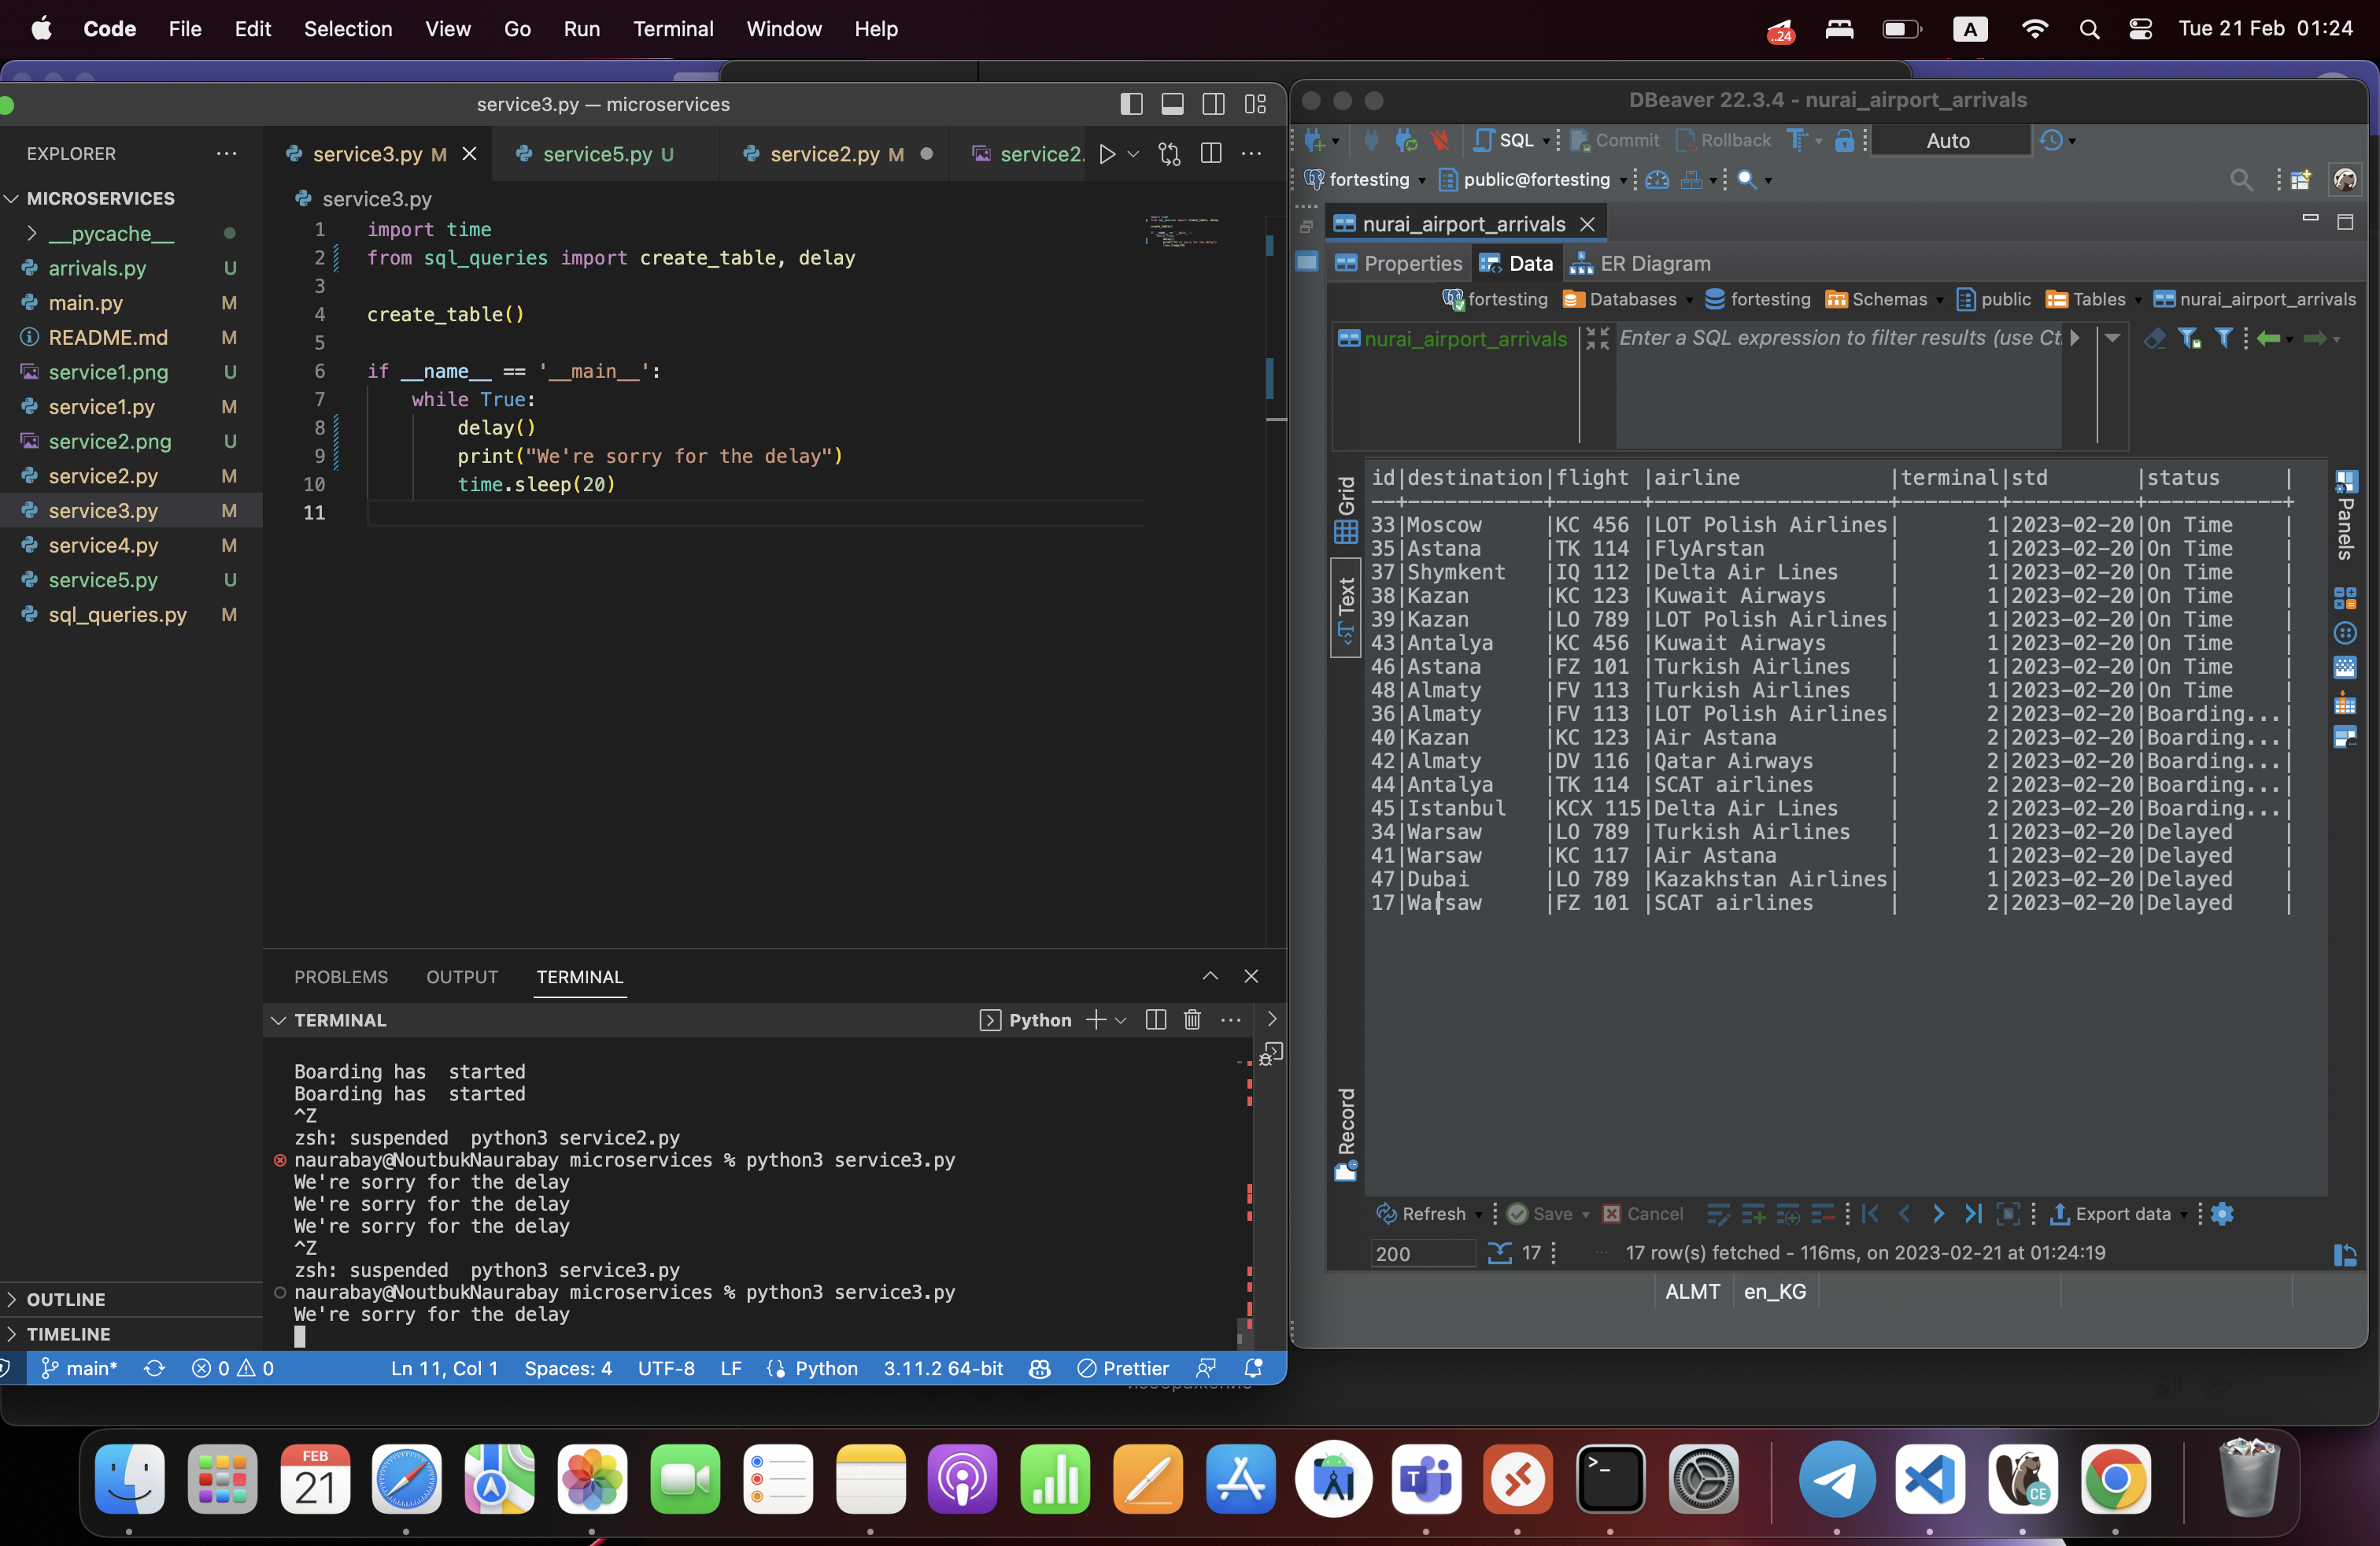 Code File Edit Selection View Go Run Terminal Window Help ..24 A Tue 21 Feb 01:24
service3.py — microservices
EXPLORER
MICROSERVICES
__pycache__
arrivals.py U
main.py M
README.md M
service1.png U
service1.py M
service2.png U
service2.py M
service3.py M
service4.py M
service5.py U
sql_queries.py M
OUTLINE
TIMELINE
service3.py M service5.py U service2.py M service2.
service3.py
1 import time
2 from sql_queries import create_table, delay
3
4 create_table()
5
6 if __name__ == '__main__':
7 while True:
8 delay()
9 print("We're sorry for the delay")
10 time.sleep(20)
11
PROBLEMS OUTPUT TERMINAL
TERMINAL Python
Boarding has  started
Boarding has  started
^Z
zsh: suspended  python3 service2.py
naurabay@NoutbukNaurabay microservices % python3 service3.py
We're sorry for the delay
We're sorry for the delay
We're sorry for the delay
^Z
zsh: suspended  python3 service3.py
naurabay@NoutbukNaurabay microservices % python3 service3.py
We're sorry for the delay
main* 0 0 Ln 11, Col 1 Spaces: 4 UTF-8 LF Python 3.11.2 64-bit Prettier
DBeaver 22.3.4 - nurai_airport_arrivals
SQL Commit Rollback Auto
fortesting public@fortesting
nurai_airport_arrivals
Properties Data ER Diagram
fortesting Databases fortesting Schemas public Tables nurai_airport_arrivals
nurai_airport_arrivals Enter a SQL expression to filter results (use Ct
Grid
Text
Record
Panels
id|destination|flight |airline |terminal|std |status |
--+-----------+-------+-------------------+--------+----------+-----------+
33|Moscow |KC 456 |LOT Polish Airlines| 1|2023-02-20|On Time |
35|Astana |TK 114 |FlyArstan | 1|2023-02-20|On Time |
37|Shymkent |IQ 112 |Delta Air Lines | 1|2023-02-20|On Time |
38|Kazan |KC 123 |Kuwait Airways | 1|2023-02-20|On Time |
39|Kazan |LO 789 |LOT Polish Airlines| 1|2023-02-20|On Time |
43|Antalya |KC 456 |Kuwait Airways | 1|2023-02-20|On Time |
46|Astana |FZ 101 |Turkish Airlines | 1|2023-02-20|On Time |
48|Almaty |FV 113 |Turkish Airlines | 1|2023-02-20|On Time |
36|Almaty |FV 113 |LOT Polish Airlines| 2|2023-02-20|Boarding...|
40|Kazan |KC 123 |Air Astana | 2|2023-02-20|Boarding...|
42|Almaty |DV 116 |Qatar Airways | 2|2023-02-20|Boarding...|
44|Antalya |TK 114 |SCAT airlines | 2|2023-02-20|Boarding...|
45|Istanbul |KCX 115|Delta Air Lines | 2|2023-02-20|Boarding...|
34|Warsaw |LO 789 |Turkish Airlines | 1|2023-02-20|Delayed |
41|Warsaw |KC 117 |Air Astana | 1|2023-02-20|Delayed |
47|Dubai |LO 789 |Kazakhstan Airlines| 1|2023-02-20|Delayed |
17|Warsaw |FZ 101 |SCAT airlines | 2|2023-02-20|Delayed |
Refresh Save Cancel Export data
200 17 17 row(s) fetched - 116ms, on 2023-02-21 at 01:24:19
ALMT en_KG
FEB
21
CE